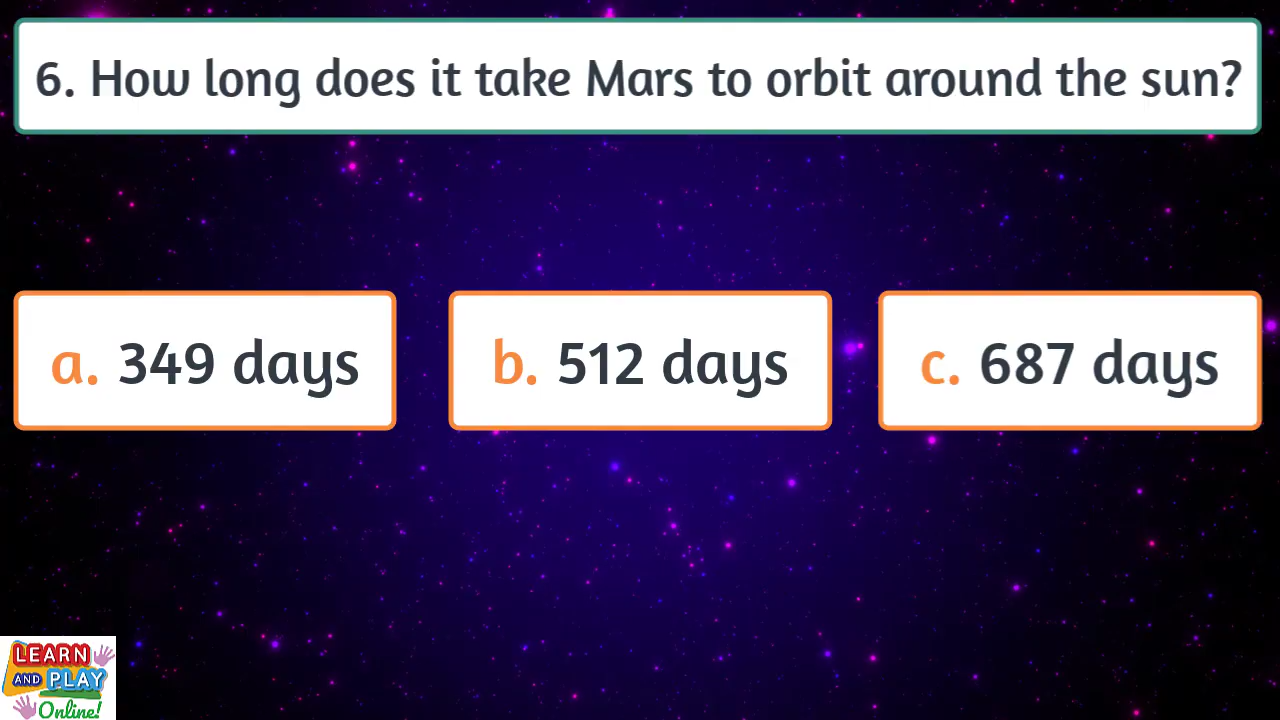 6. How long does it take Mars to orbit around the sun?
a. 349 days
b. 512 days
c. 687 days
LEARN
AND PLAY
Online!